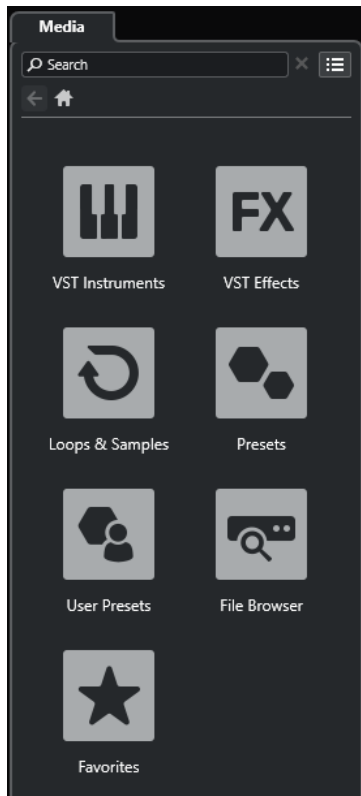 Media
Search
VST Instruments
FX
VST Effects
Loops & Samples
Presets
User Presets
File Browser
Favorites